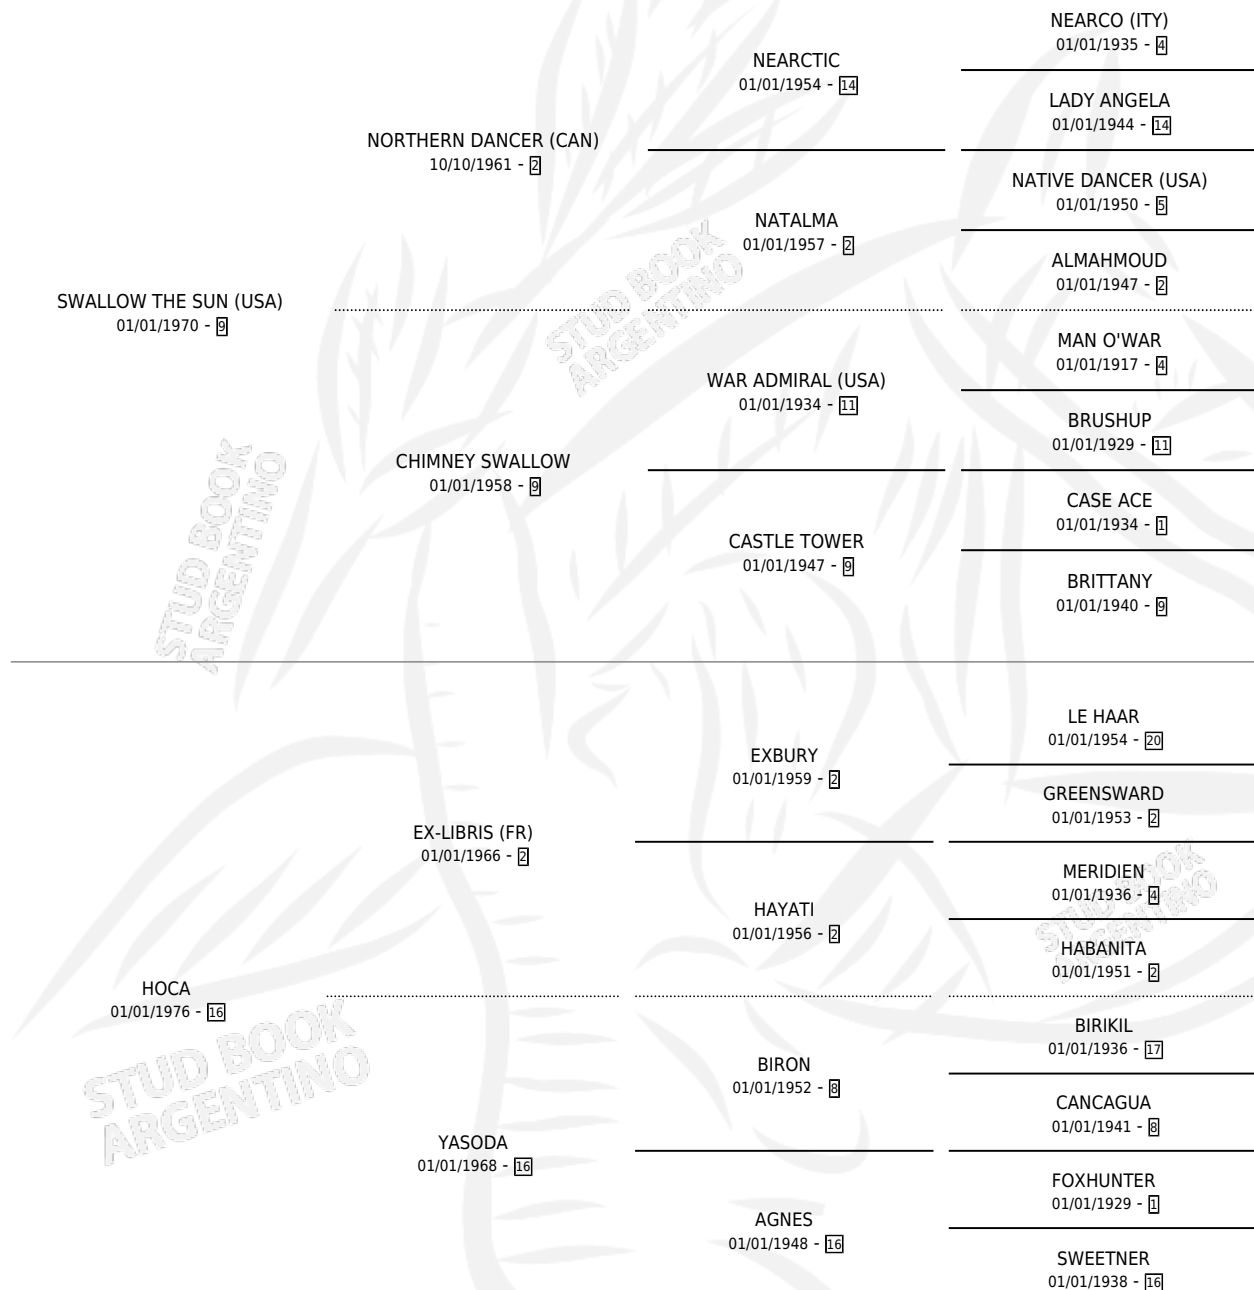 NEARCO (ITY)
01/01/1935 - 4
NEARCTIC
01/01/1954 - 14
LADY ANGELA
01/01/1944 - 14
NORTHERN DANCER (CAN)
10/10/1961 - 2
NATIVE DANCER (USA)
01/01/1950 - 5
NATALMA
01/01/1957 - 2
ALMAHMOUD
01/01/1947 - 2
SWALLOW THE SUN (USA)
01/01/1970 - 9
MAN O'WAR
01/01/1917 - 4
WAR ADMIRAL (USA)
01/01/1934 - 11
BRUSHUP
01/01/1929 - 11
CHIMNEY SWALLOW
01/01/1958 - 9
CASE ACE
01/01/1934 - 1
CASTLE TOWER
01/01/1947 - 9
BRITTANY
01/01/1940 - 9
LE HAAR
01/01/1954 - 20
EXBURY
01/01/1959 - 2
GREENSWARD
01/01/1953 - 2
EX-LIBRIS (FR)
01/01/1966 - 2
MERIDIEN
01/01/1936 - 4
HAYATI
01/01/1956 - 2
HABANITA
01/01/1951 - 2
HOCA
01/01/1976 - 16
BIRIKIL
01/01/1936 - 17
BIRON
01/01/1952 - 8
CANCAGUA
01/01/1941 - 8
YASODA
01/01/1968 - 16
FOXHUNTER
01/01/1929 - 1
AGNES
01/01/1948 - 16
SWEETNER
01/01/1938 - 16
STUD BOOK
ARGENTINO
STUD BOOK
ARGENTINO
STUD BOOK
ARGENTINO
STUD BOOK
ARGENTINO